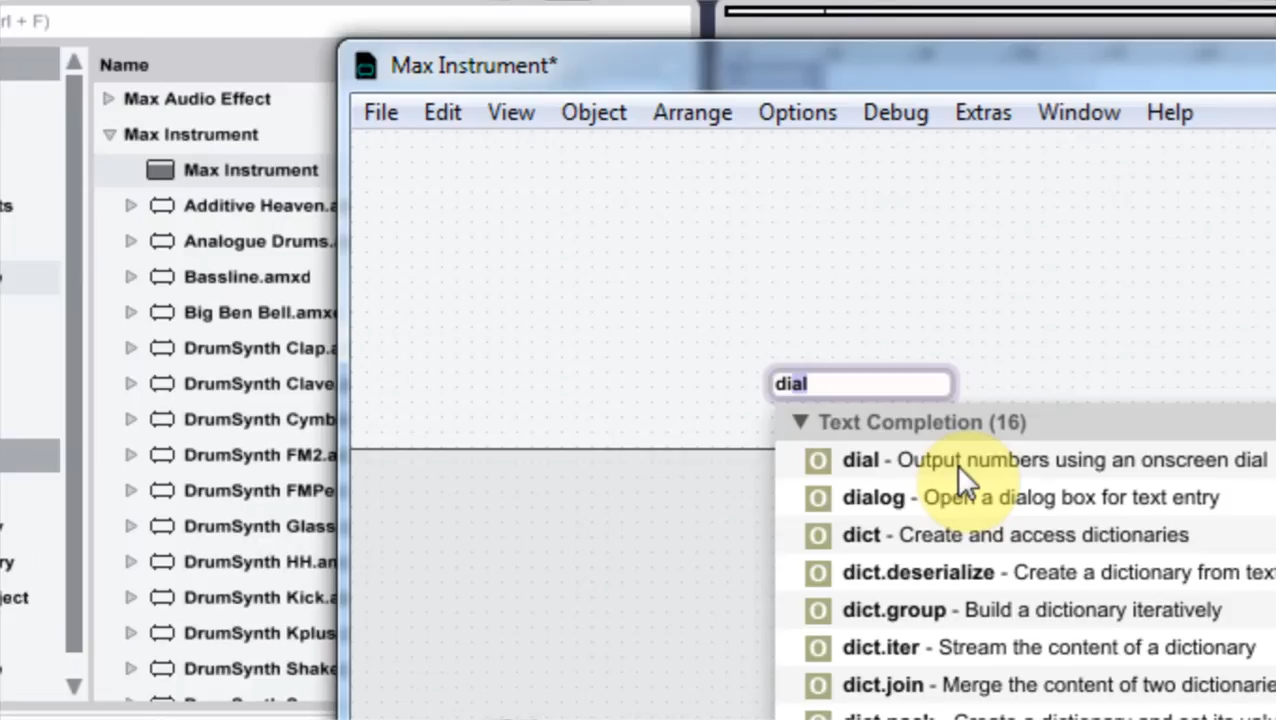 rl + F)
Name
Max Audio Effect
Max Instrument
Max Instrument
Additive Heaven.a
Analogue Drums.
Bassline.amxd
Big Ben Bell.amx
DrumSynth Clap.a
DrumSynth Clave
DrumSynth Cymb
DrumSynth FM2.a
DrumSynth FMPe
DrumSynth Glass
DrumSynth HH.an
DrumSynth Kick.a
DrumSynth Kplus
DrumSynth Shake
ts
ry
ject
Max Instrument*
File Edit View Object Arrange Options Debug Extras Window Help
dial
Text Completion (16)
dial - Output numbers using an onscreen dial
dialog - Open a dialog box for text entry
dict - Create and access dictionaries
dict.deserialize - Create a dictionary from tex
dict.group - Build a dictionary iteratively
dict.iter - Stream the content of a dictionary
dict.join - Merge the content of two dictionarie